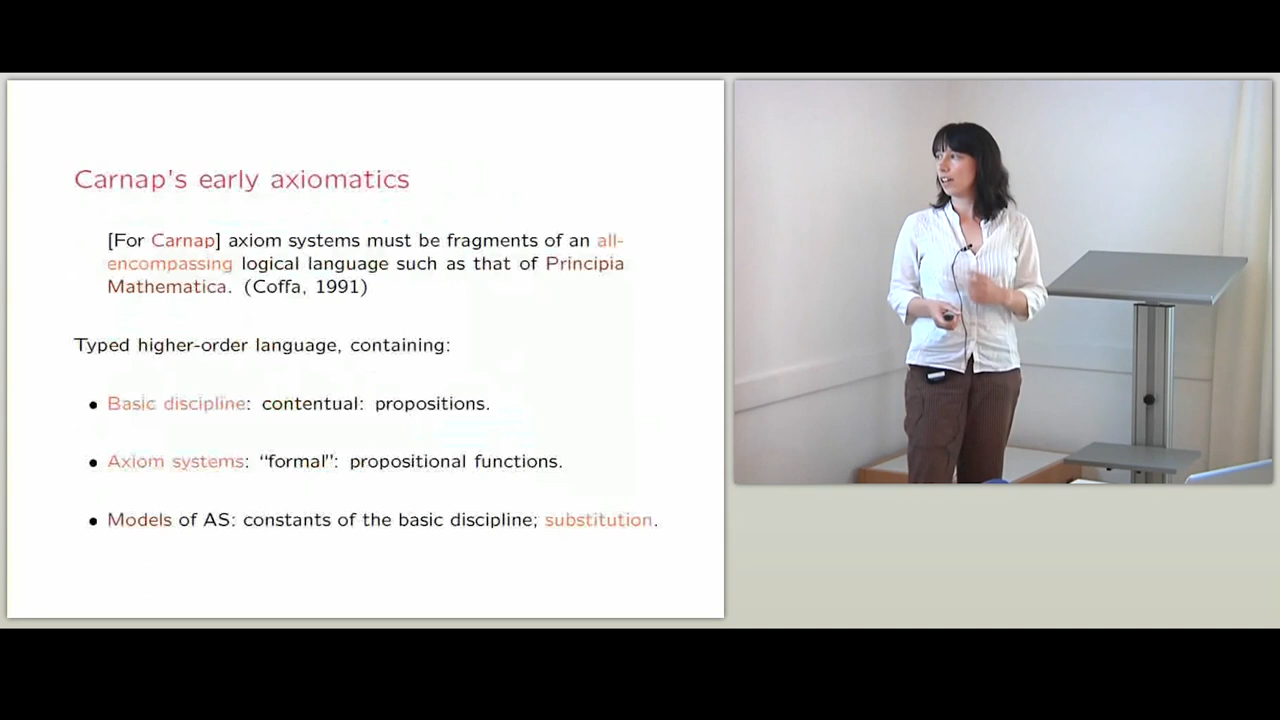 Carnap's early axiomatics
[For Carnap] axiom systems must be fragments of an all-
encompassing logical language such as that of Principia
Mathematica. (Coffa, 1991)
Typed higher-order language, containing:
• Basic discipline: contentual: propositions.
• Axiom systems: “formal”: propositional functions.
• Models of AS: constants of the basic discipline; substitution.